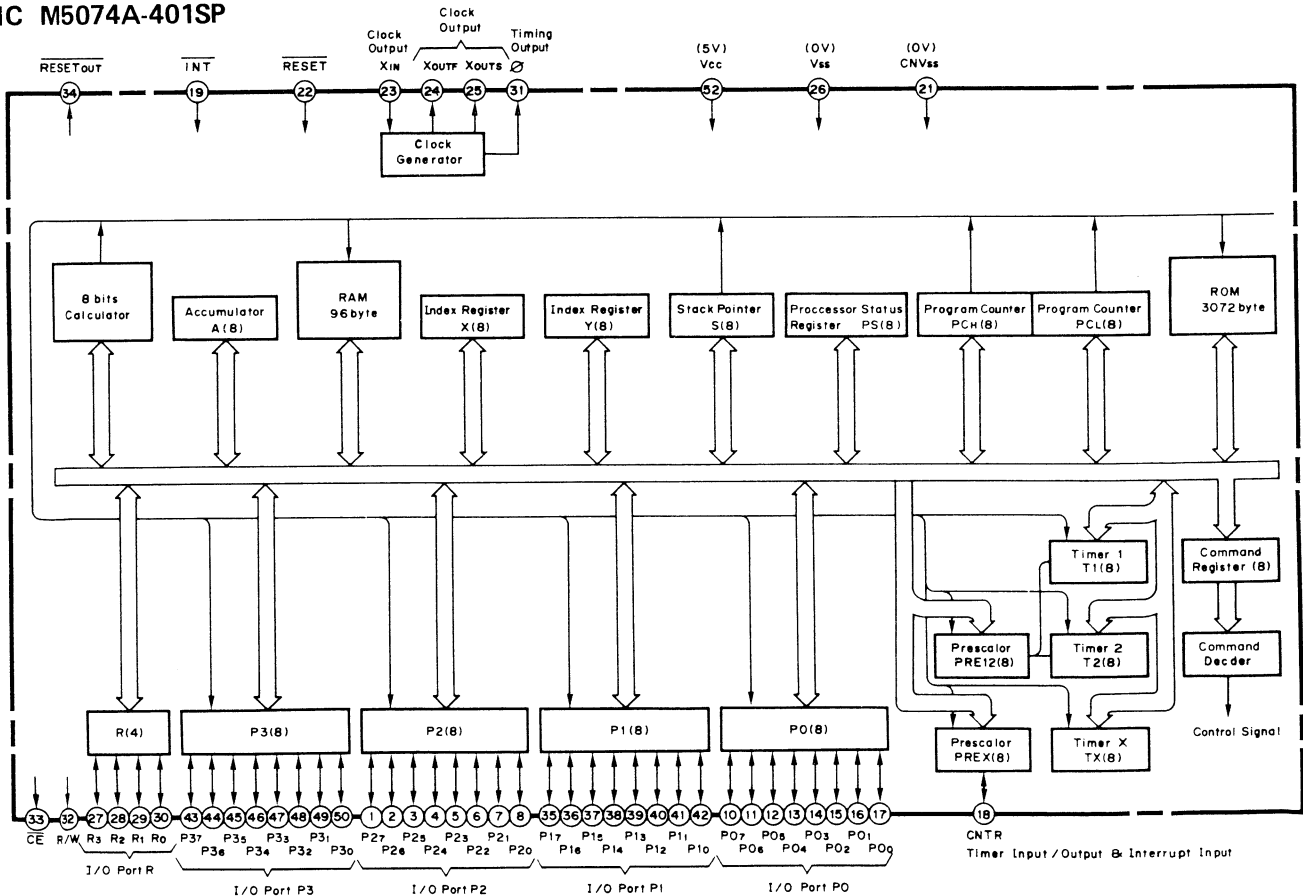 IC M5074A-401SP
Clock
Output
Clock
Output
Timing
Output
RESETOUT
INT
RESET
XIN
XOUTF
XOUTS
Ø
(5V)
Vcc
(0V)
Vss
(0V)
CNVss
34
19
22
23
24
25
31
52
26
21
Clock
Generator
8 bits
Calculator
Accumulator
A(8)
RAM
96byte
Index Register
X(8)
Index Register
Y(8)
Stack Pointer
S(8)
Proccessor Status
Register PS(8)
Program Counter
PCH(8)
Program Counter
PCL(8)
ROM
3072byte
Timer 1
T1(8)
Command
Register (8)
Prescalor
PRE12(8)
Timer 2
T2(8)
Command
Decder
R(4)
P3(8)
P2(8)
P1(8)
P0(8)
Prescalor
PREX(8)
Timer X
TX(8)
Control Signal
33 32 27 28 29 30 43 44 45 46 47 48 49 50 1 2 3 4 5 6 7 8 35 36 37 38 39 40 41 42 10 11 12 13 14 15 16 17 18
CE R/W R3 R2 R1 R0 P37 P35 P33 P31 P27 P25 P23 P21 P17 P15 P13 P11 P07 P05 P03 P01 CNTR
P36 P34 P32 P30 P26 P24 P22 P20 P16 P14 P12 P10 P06 P04 P02 P00
Timer Input/Output & Interrupt Input
I/O Port R
I/O Port P3
I/O Port P2
I/O Port P1
I/O Port P0